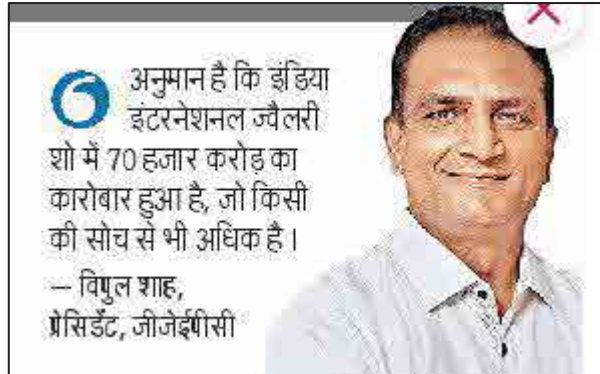 अनुमान है कि इंडिया
इंटरनेशनल ज्वैलरी
शो में 70 हजार करोड़ का
कारोबार हुआ है, जो किसी
की सोच से भी अधिक है ।
— विपुल शाह,
प्रेसिडेंट, जीजेईपीसी